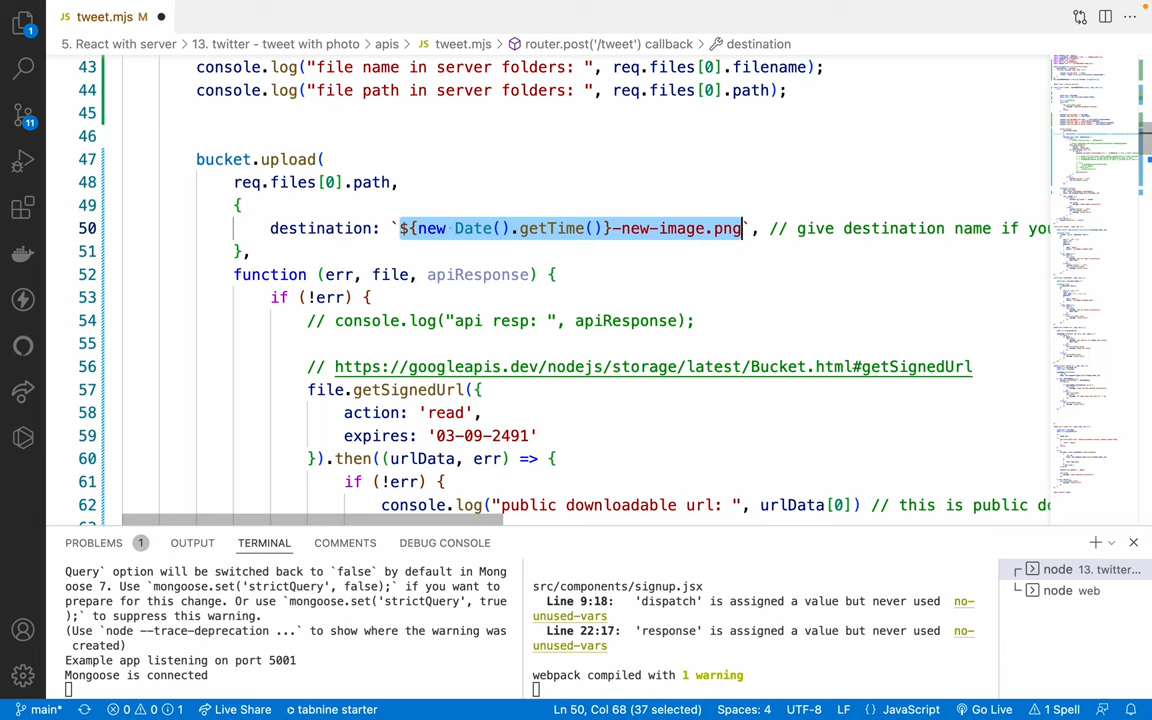 JS tweet.mjs M
5. React with server > 13. twitter - tweet with photo > apis > JS tweet.mjs > router.post('/tweet') callback > destination
43 console.log("file name in server folders: ", req.files[0].filename);
44 console.log("file path in server folders: ", req.files[0].path);
45
46
47 bucket.upload(
48 req.files[0].path,
49 {
50 destination: `${new Date().getTime()}-new-image.png`, // give destination name if you
51 },
52 function (err, file, apiResponse) {
53 if (!err) {
54 // console.log("api resp: ", apiResponse);
55
56 // https://googleapis.dev/nodejs/storage/latest/Bucket.html#getSignedUrl
57 file.getSignedUrl({
58 action: 'read',
59 expires: '03-09-2491'
60 }).then((urlData, err) => {
61 if (!err) {
62 console.log("public downloadable url: ", urlData[0]) // this is public do
1
11
PROBLEMS 1 OUTPUT TERMINAL COMMENTS DEBUG CONSOLE
Query` option will be switched back to `false` by default in Mon
goose 7. Use `mongoose.set('strictQuery', false);` if you want to
prepare for this change. Or use `mongoose.set('strictQuery', true
);` to suppress this warning.
(Use `node --trace-deprecation ...` to show where the warning was
created)
Example app listening on port 5001
Mongoose is connected
src/components/signup.jsx
Line 9:18: 'dispatch' is assigned a value but never used no-
unused-vars
Line 22:17: 'response' is assigned a value but never used no-
unused-vars
webpack compiled with 1 warning
node 13. twitter...
node web
main* 0 0 1 Live Share tabnine starter Ln 50, Col 68 (37 selected) Spaces: 4 UTF-8 LF {} JavaScript Go Live 1 Spell